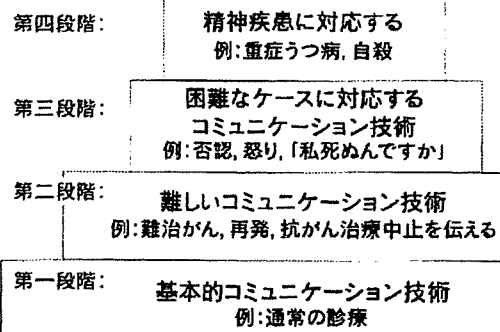 第四段階：
精神疾患に対応する
例：重症うつ病，自殺
第三段階：
困難なケースに対応する
コミュニケーション技術
例：否認，怒り，「私死ぬんですか」
第二段階：
難しいコミュニケーション技術
例：難治がん，再発，抗がん治療中止を伝える
第一段階：
基本的コミュニケーション技術
例：通常の診療